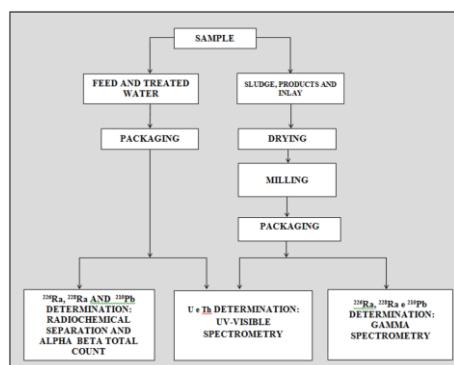 SAMPLE
FEED AND TREATED
WATER
SLUDGE, PRODUCTS AND
INLAY
PACKAGING
DRYING
MILLING
PACKAGING
²²⁶Ra, ²²⁸Ra AND ²¹⁰Pb
DETERMINATION:
RADIOCHEMICAL
SEPARATION AND
ALPHA BETA TOTAL
COUNT
U e Th DETERMINATION:
UV-VISIBLE
SPECTROMETRY
²²⁶Ra, ²²⁸Ra e ²¹⁰Pb
DETERMINATION:
GAMMA
SPECTROMETRY